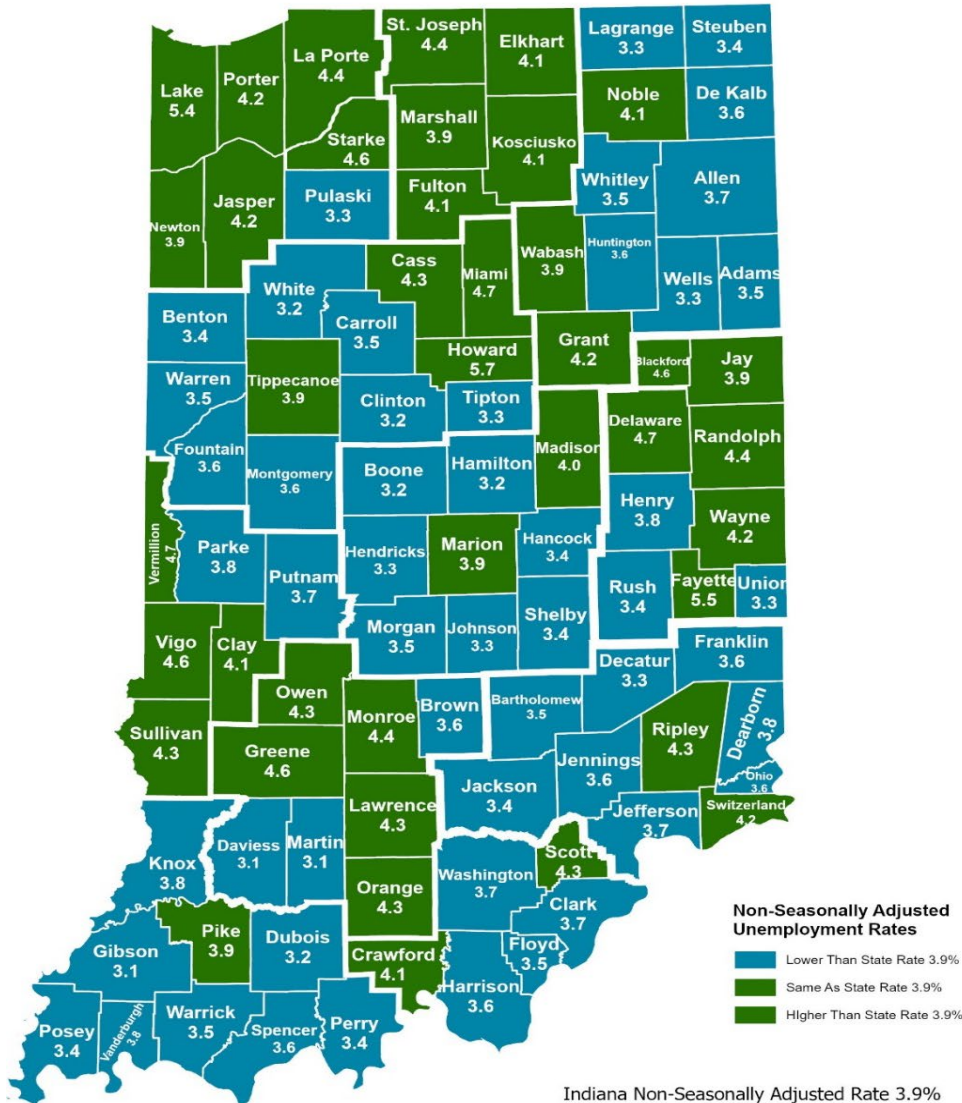 St. Joseph
4.4
Elkhart
4.1
Lagrange
3.3
Steuben
3.4
La Porte
4.4
Porter
4.2
Lake
5.4
Noble
4.1
De Kalb
3.6
Marshall
3.9
Starke
4.6
Kosciusko
4.1
Whitley
3.5
Allen
3.7
Pulaski
3.3
Fulton
4.1
Jasper
4.2
Newton
3.9
Wabash
3.9
Huntington
3.6
Cass
4.3
Miami
4.7
Wells
3.3
Adams
3.5
White
3.2
Benton
3.4
Carroll
3.5
Howard
5.7
Grant
4.2
Blackford
4.6
Jay
3.9
Warren
3.5
Tippecanoe
3.9
Clinton
3.2
Tipton
3.3
Delaware
4.7
Randolph
4.4
Madison
4.0
Fountain
3.6
Montgomery
3.6
Boone
3.2
Hamilton
3.2
Henry
3.8
Wayne
4.2
Vermillion
4.7
Parke
3.8
Putnam
3.7
Hendricks
3.3
Marion
3.9
Hancock
3.4
Rush
3.4
Fayette
5.5
Union
3.3
Morgan
3.5
Johnson
3.3
Shelby
3.4
Vigo
4.6
Clay
4.1
Franklin
3.6
Decatur
3.3
Owen
4.3
Monroe
4.4
Brown
3.6
Bartholomew
3.5
Dearborn
3.8
Sullivan
4.3
Greene
4.6
Ripley
4.3
Jennings
3.6
Ohio
3.6
Jackson
3.4
Lawrence
4.3
Jefferson
3.7
Switzerland
4.2
Knox
3.8
Daviess
3.1
Martin
3.1
Scott
4.3
Washington
3.7
Orange
4.3
Clark
3.7
Pike
3.9
Dubois
3.2
Gibson
3.1
Floyd
3.5
Crawford
4.1
Harrison
3.6
Posey
3.4
Vanderburgh
3.8
Warrick
3.5
Spencer
3.6
Perry
3.4
Non-Seasonally Adjusted
Unemployment Rates
Lower Than State Rate 3.9%
Same As State Rate 3.9%
HIgher Than State Rate 3.9%
Indiana Non-Seasonally Adjusted Rate 3.9%